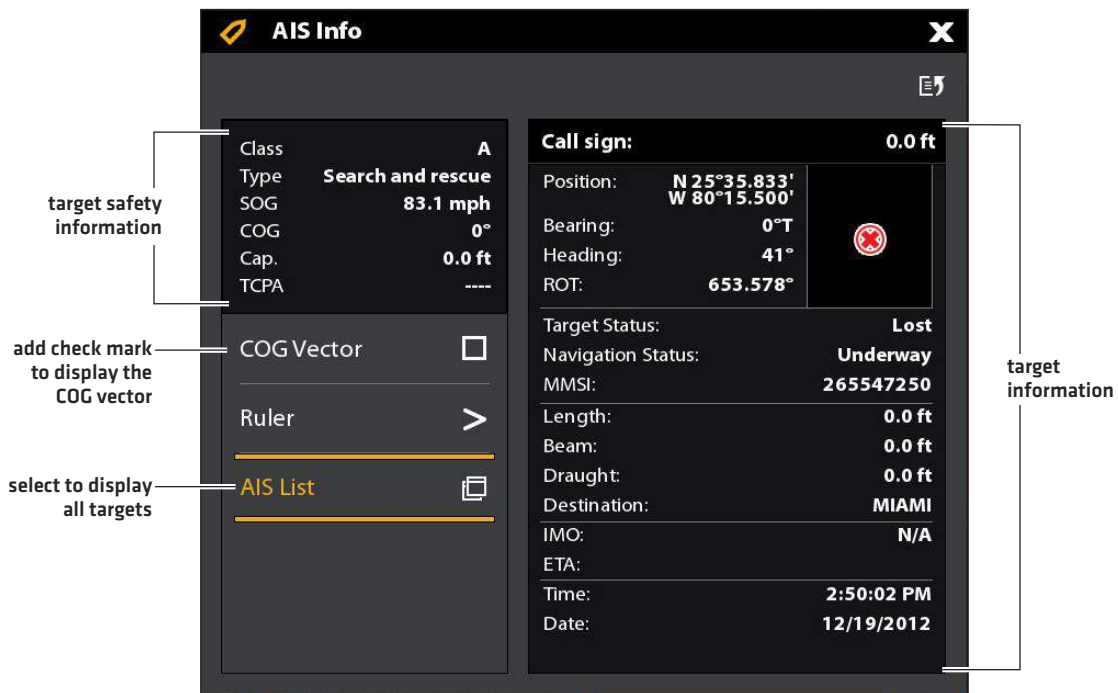 AIS Info
target safety
information
Class A
Type Search and rescue
SOG 83.1 mph
COG 0°
Cap. 0.0 ft
TCPA ----
add check mark
to display the
COG vector
COG Vector
Ruler >
select to display
all targets
AIS List
Call sign: 0.0 ft
Position: N 25°35.833'
W 80°15.500'
Bearing: 0°T
Heading: 41°
ROT: 653.578°
Target Status: Lost
Navigation Status: Underway
MMSI: 265547250
Length: 0.0 ft
Beam: 0.0 ft
Draught: 0.0 ft
Destination: MIAMI
IMO: N/A
ETA:
Time: 2:50:02 PM
Date: 12/19/2012
target
information